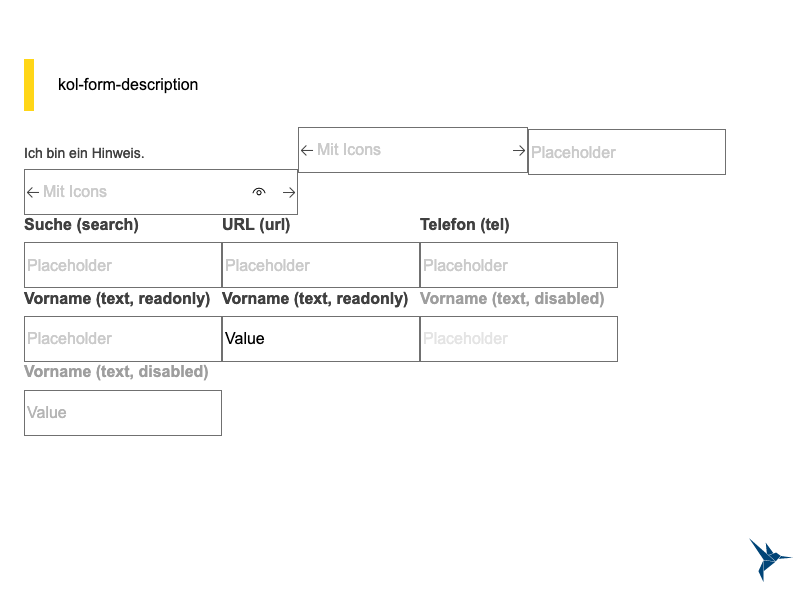 kol-form-description
Mit Icons
Placeholder
Ich bin ein Hinweis.
Mit Icons
Suche (search) URL (url) Telefon (tel)
Placeholder Placeholder Placeholder
Vorname (text, readonly) Vorname (text, readonly) Vorname (text, disabled)
Placeholder Value Placeholder
Vorname (text, disabled)
Value